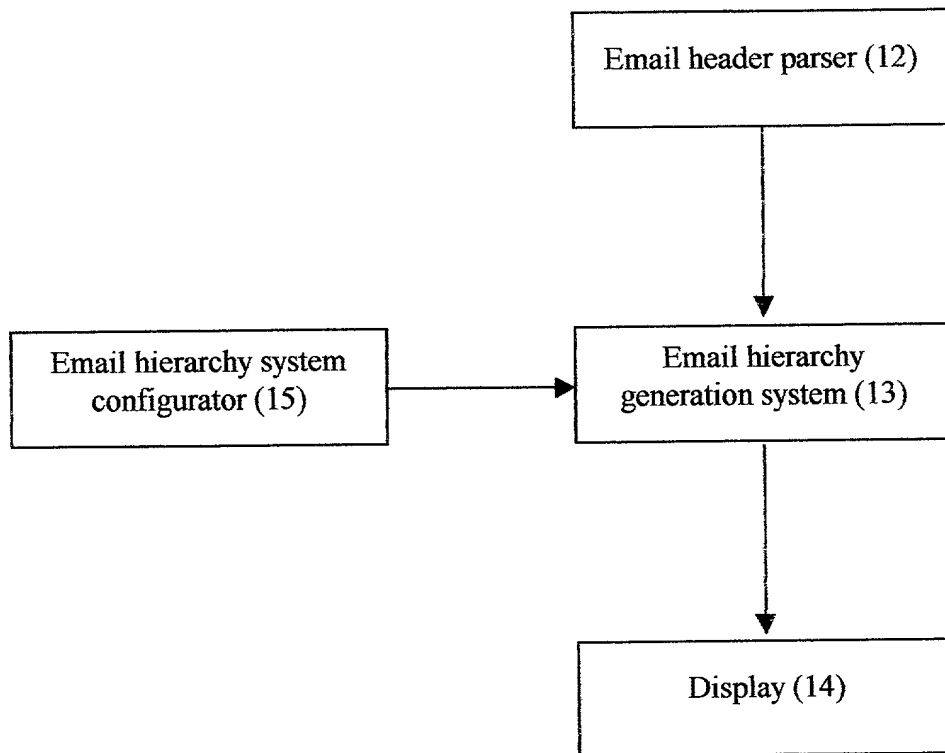 Email header parser (12)
Email hierarchy system
configurator (15)
Email hierarchy
generation system (13)
Display (14)